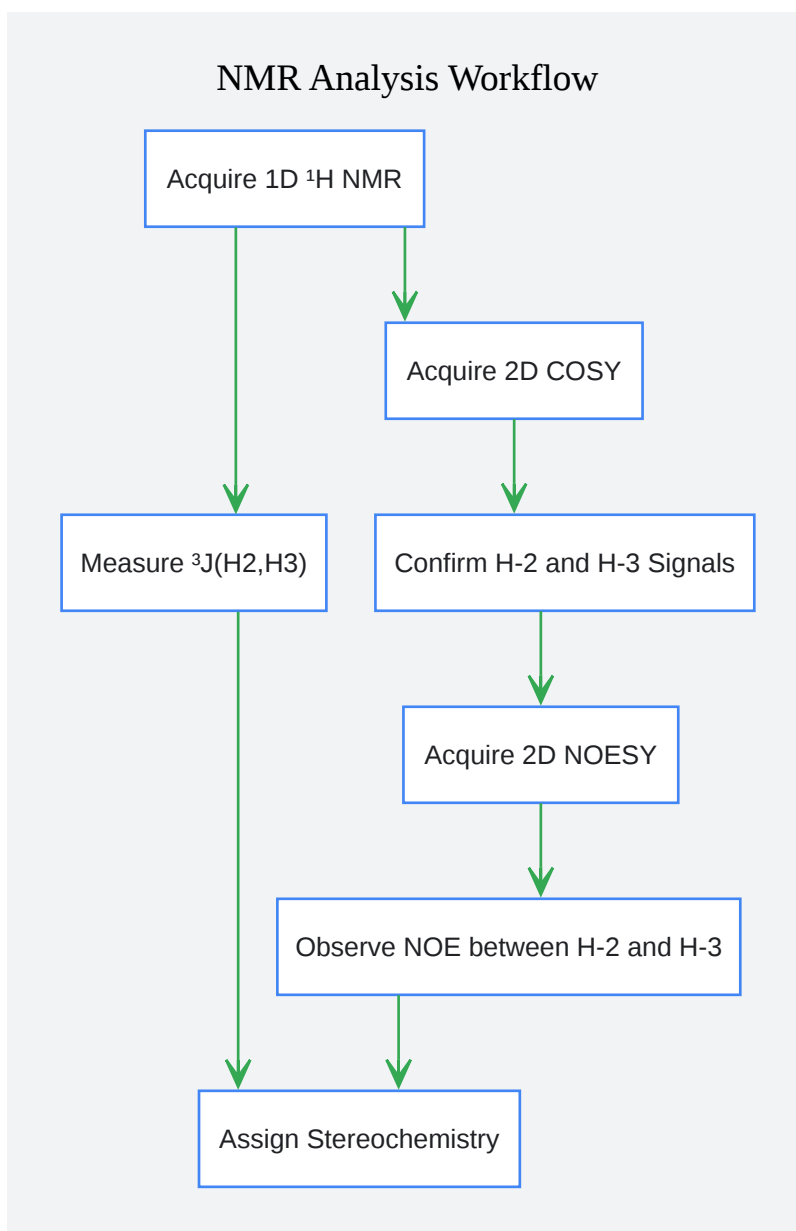 NMR Analysis Workflow
Acquire 1D ¹H NMR
Acquire 2D COSY
Measure ³J(H2,H3)
Confirm H-2 and H-3 Signals
Acquire 2D NOESY
Observe NOE between H-2 and H-3
Assign Stereochemistry